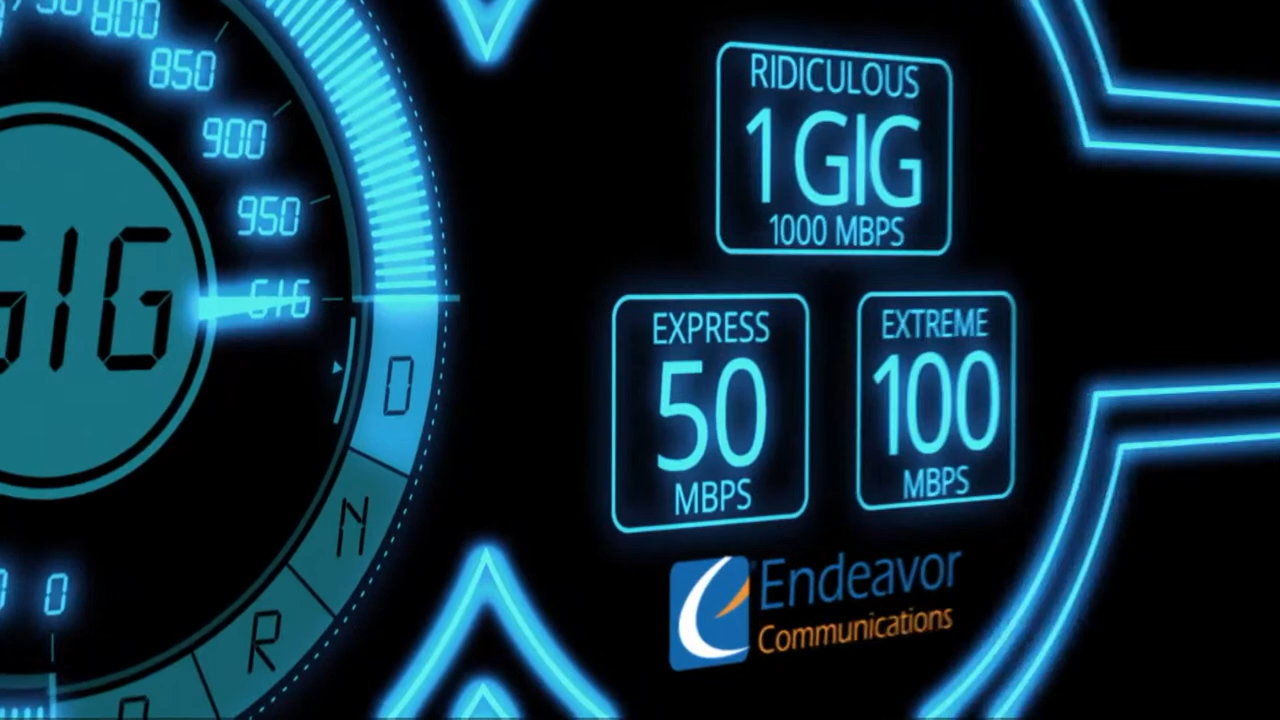 800
850
900
950
GIG
GIG
D
N
R
0
RIDICULOUS
1 GIG
1000 MBPS
EXPRESS
50
MBPS
EXTREME
100
MBPS
Endeavor
Communications